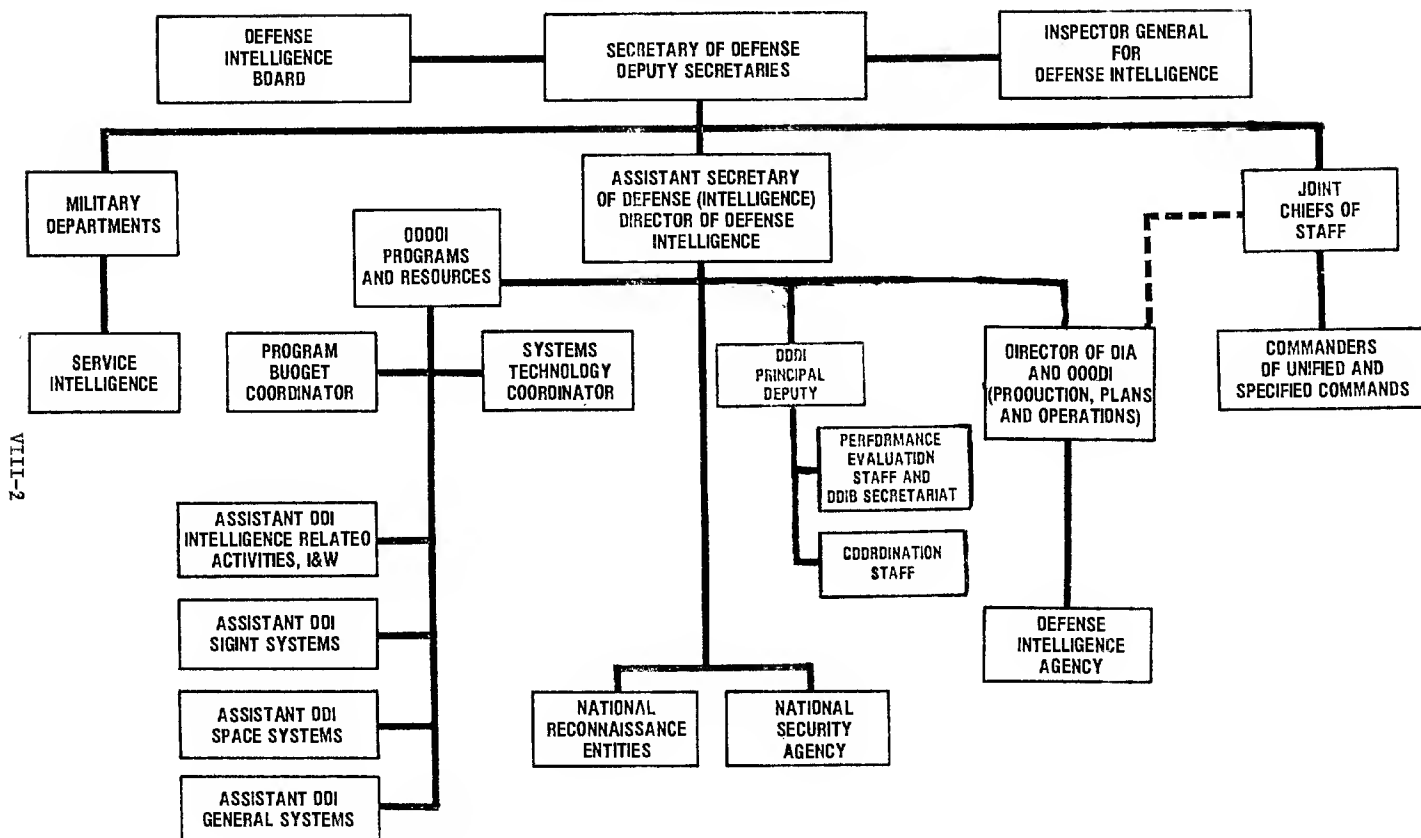 DEFENSE
INTELLIGENCE
BOARD
SECRETARY OF DEFENSE
DEPUTY SECRETARIES
INSPECTOR GENERAL
FOR
DEFENSE INTELLIGENCE
MILITARY
DEPARTMENTS
ASSISTANT SECRETARY
OF DEFENSE (INTELLIGENCE)
DIRECTOR OF DEFENSE
INTELLIGENCE
JOINT
CHIEFS OF
STAFF
DDDDI
PROGRAMS
AND RESOURCES
SERVICE
INTELLIGENCE
PROGRAM
BUDGET
COORDINATOR
SYSTEMS
TECHNOLOGY
COORDINATOR
DDDI
PRINCIPAL
DEPUTY
DIRECTOR OF DIA
AND DDDDI
(PRODUCTION, PLANS
AND OPERATIONS)
COMMANDERS
OF UNIFIED AND
SPECIFIED COMMANDS
PERFORMANCE
EVALUATION
STAFF AND
DDIB SECRETARIAT
COORDINATION
STAFF
ASSISTANT DDI
INTELLIGENCE RELATED
ACTIVITIES, I&W
ASSISTANT DDI
SIGINT SYSTEMS
ASSISTANT DDI
SPACE SYSTEMS
ASSISTANT DDI
GENERAL SYSTEMS
NATIONAL
RECONNAISSANCE
ENTITIES
NATIONAL
SECURITY
AGENCY
DEFENSE
INTELLIGENCE
AGENCY
VIII-2